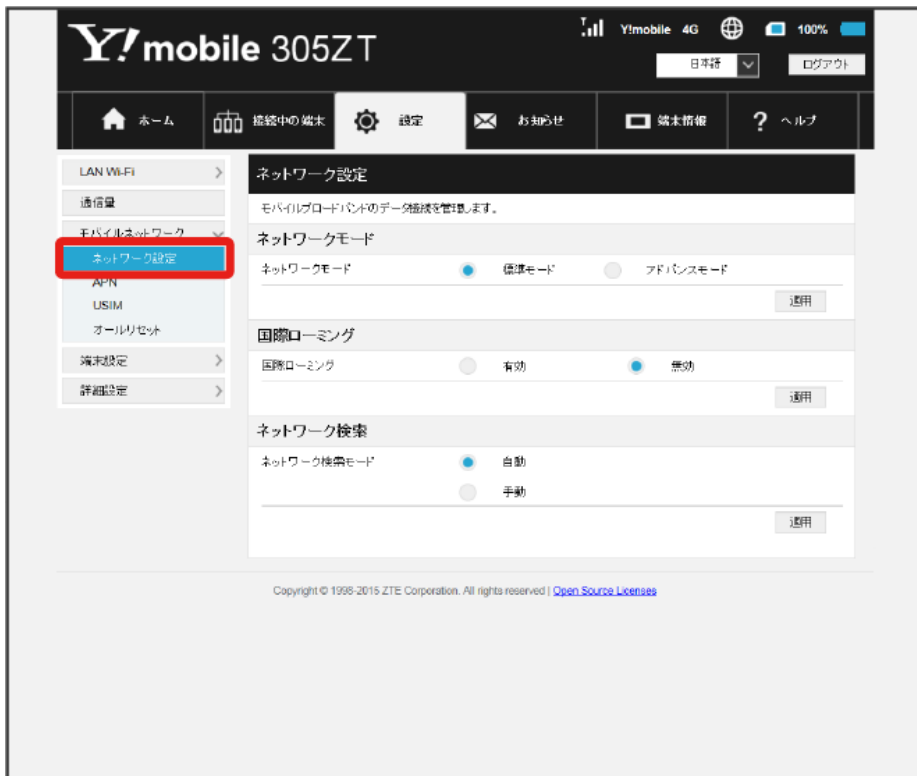 Y! mobile 305ZT
Y!mobile 4G 100%
日本語 ログアウト
ホーム 接続中の端末 設定 お知らせ 端末情報 ? ヘルプ
LAN Wi-Fi
通信量
モバイルネットワーク
ネットワーク設定
APN
USIM
オールリセット
端末設定
詳細設定
ネットワーク設定
モバイルブロードバンドのデータ接続を管理します。
ネットワークモード
ネットワークモード 標準モード アドバンスモード
適用
国際ローミング
国際ローミング 有効 無効
適用
ネットワーク検索
ネットワーク検索モード 自動
手動
適用
Copyright © 1998-2015 ZTE Corporation. All rights reserved | Open Source Licenses